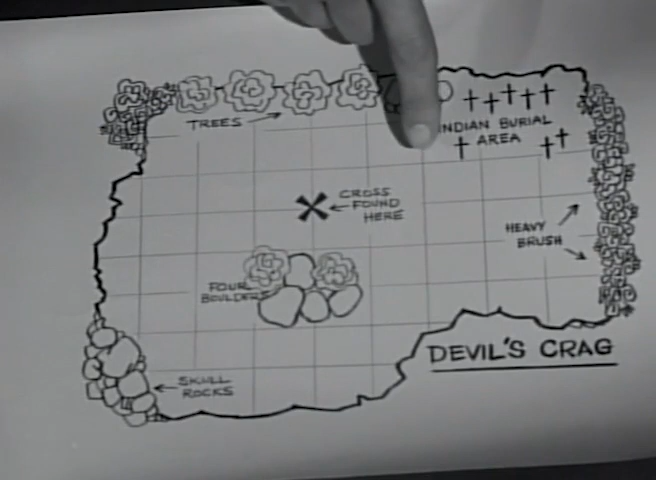 TREES
INDIAN BURIAL
AREA
CROSS
FOUND
HERE
HEAVY
BRUSH
FOUR
BOULDERS
DEVIL'S CRAG
SKULL
ROCKS